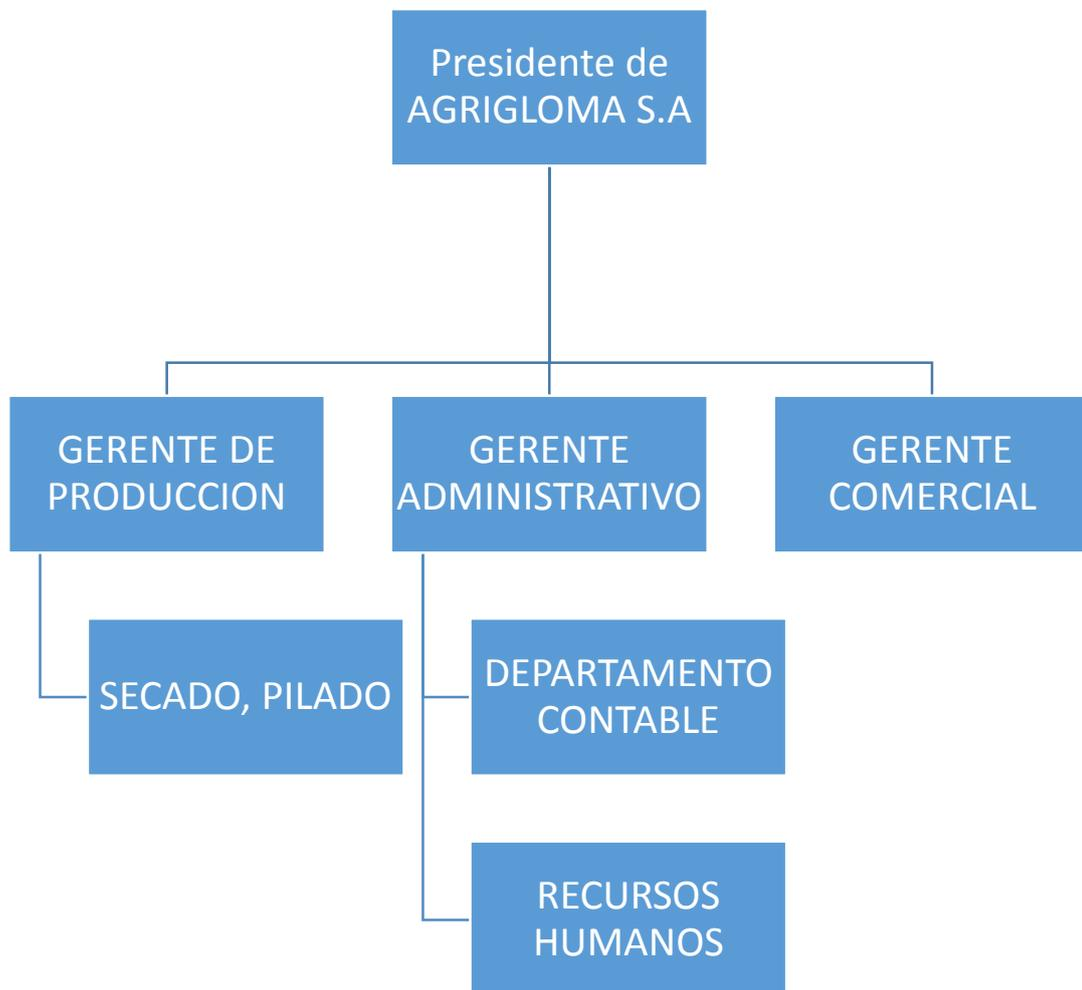 Presidente de
AGRIGLOMA S.A
GERENTE DE
PRODUCCION
GERENTE
ADMINISTRATIVO
GERENTE
COMERCIAL
SECADO, PILADO
DEPARTAMENTO
CONTABLE
RECURSOS
HUMANOS